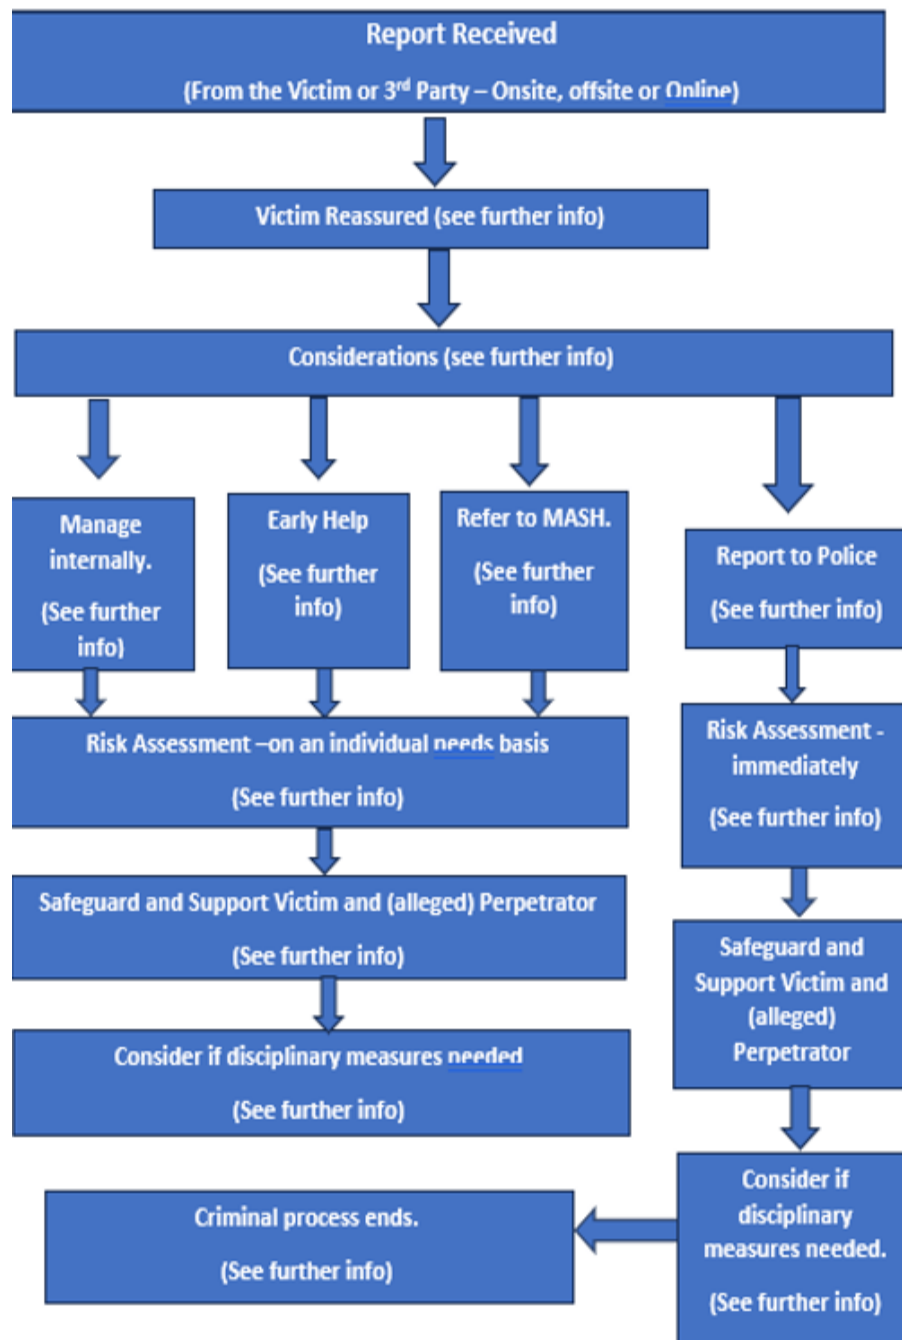 Report Received
(From the Victim or 3rd Party – Onsite, offsite or Online)
Victim Reassured (see further info)
Considerations (see further info)
Manage
internally.
(See further
info)
Early Help
(See further
info)
Refer to MASH.
(See further
info)
Report to Police
(See further info)
Risk Assessment –on an individual needs basis
(See further info)
Risk Assessment -
immediately
(See further info)
Safeguard and Support Victim and (alleged) Perpetrator
(See further info)
Safeguard and
Support Victim and
(alleged)
Perpetrator
Consider if disciplinary measures needed
(See further info)
Consider if
disciplinary
measures needed.
(See further info)
Criminal process ends.
(See further info)